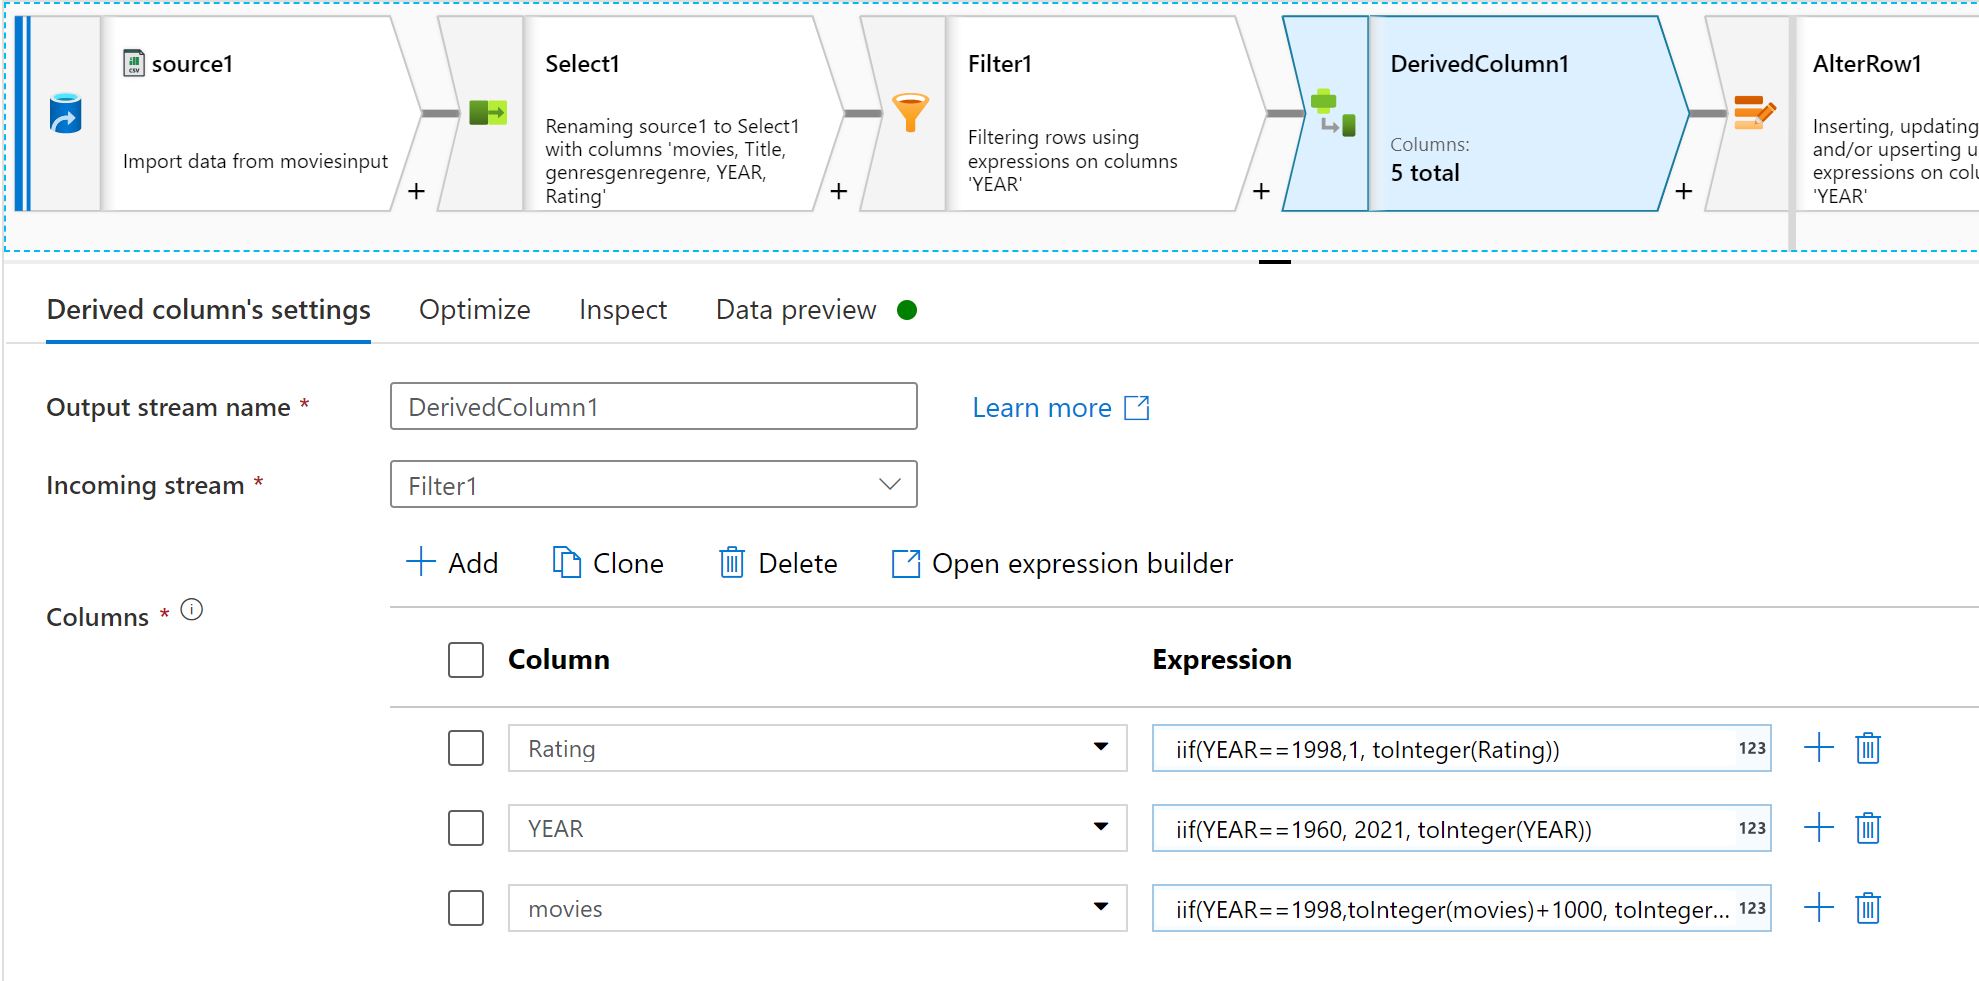 source1
Import data from moviesinput
+
Select1
Renaming source1 to Select1
with columns 'movies, Title,
genresgenregenre, YEAR,
Rating'
+
Filter1
Filtering rows using
expressions on columns
'YEAR'
+
DerivedColumn1
Columns:
5 total
+
AlterRow1
Inserting, updating
and/or upserting u
expressions on colu
'YEAR'
Derived column's settings
Optimize
Inspect
Data preview
Output stream name *
DerivedColumn1
Learn more
Incoming stream *
Filter1
Add
Clone
Delete
Open expression builder
Columns *
Column
Expression
Rating
iif(YEAR==1998,1, toInteger(Rating))
123
YEAR
iif(YEAR==1960, 2021, toInteger(YEAR))
123
movies
iif(YEAR==1998,toInteger(movies)+1000, toInteger...
123